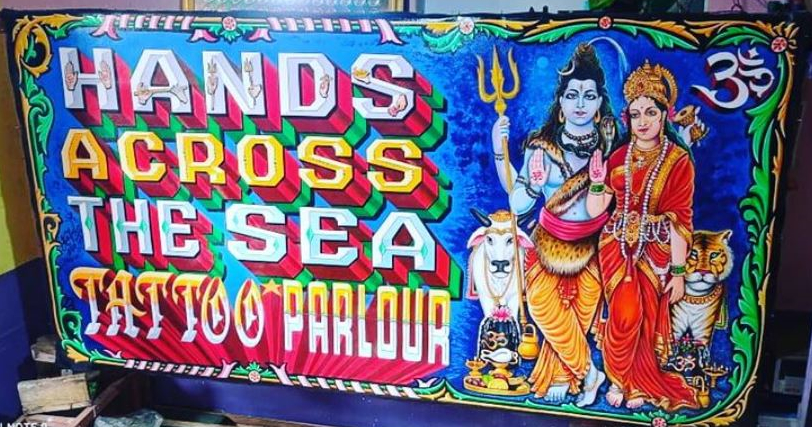 HANDS
ACROSS
THE SEA
TATTOO PARLOUR
ॐ